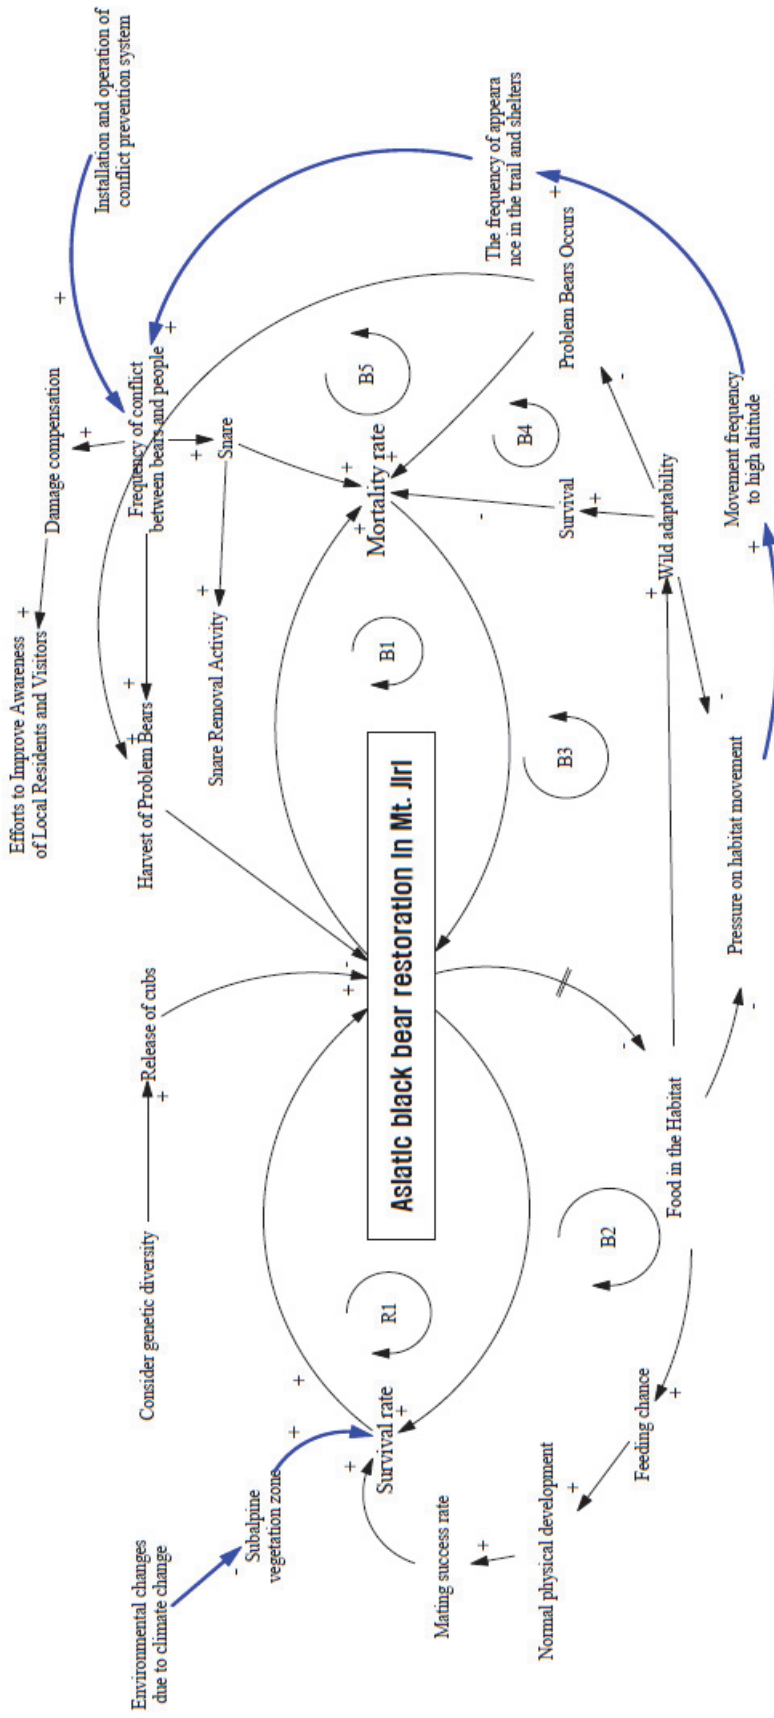 Environmental changes
due to climate change
-
Subalpine
vegetation zone
+
+
Survival rate
+
+
Mating success rate
+
Normal physical development
+
Feeding chance
+
R1
B2
Consider genetic diversity
+
Release of cubs
+
-
Asiatic black bear restoration in Mt. Jiri
Food in the Habitat
-
-
Pressure on habitat movement
-
B3
B1
Efforts to Improve Awareness
of Local Residents and Visitors
+
Damage compensation
+
Harvest of Problem Bears
+
+
Snare Removal Activity
+
Snare
+
Frequency of conflict
between bears and people
+
+
Installation and operation of
conflict prevention system
Mortality rate
+
+
+
-
B5
B4
Survival
+
Wild adaptability
+
-
Problem Bears Occurs
The frequency of appeara
nce in the trail and shelters
+
Movement frequency
to high altitude
+